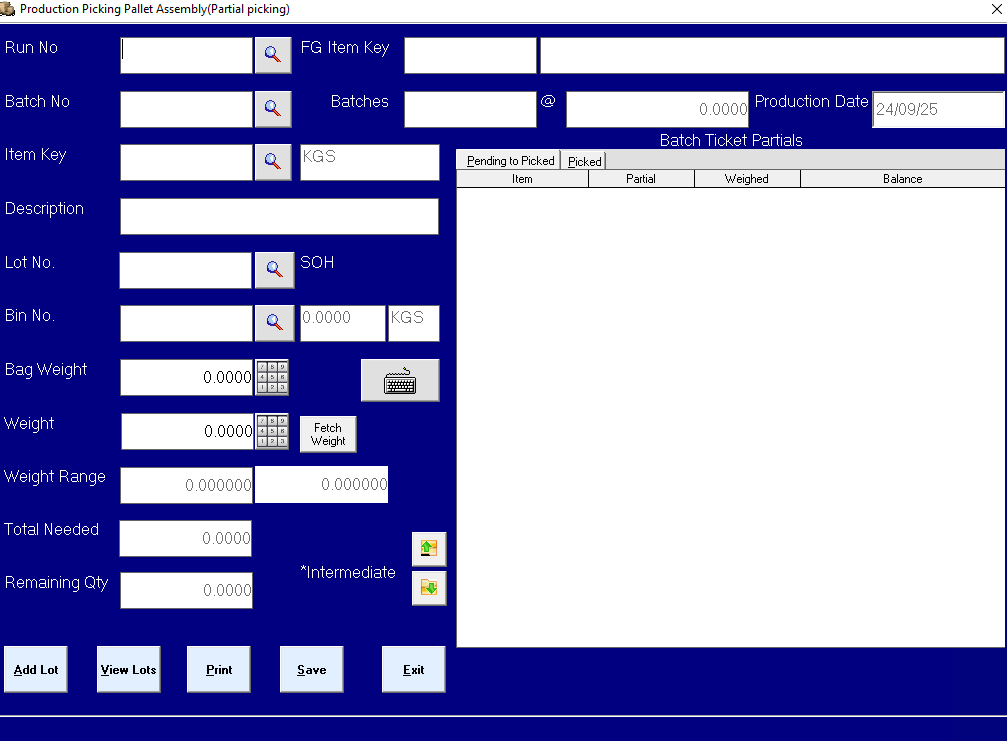 Production Picking Pallet Assembly(Partial picking)
Run No FG Item Key
Batch No Batches @ 0.0000 Production Date 24/09/25
Batch Ticket Partials
Item Key KGS
Pending to Picked Picked
Item Partial Weighed Balance
Description
Lot No. SOH
Bin No. 0.0000 KGS
Bag Weight 0.0000
7 8 9
4 5 6
1 2 3
Weight 0.0000
7 8 9
4 5 6
1 2 3
Fetch
Weight
Weight Range 0.000000 0.000000
Total Needed 0.0000
*Intermediate
Remaining Qty 0.0000
Add Lot View Lots Print Save Exit